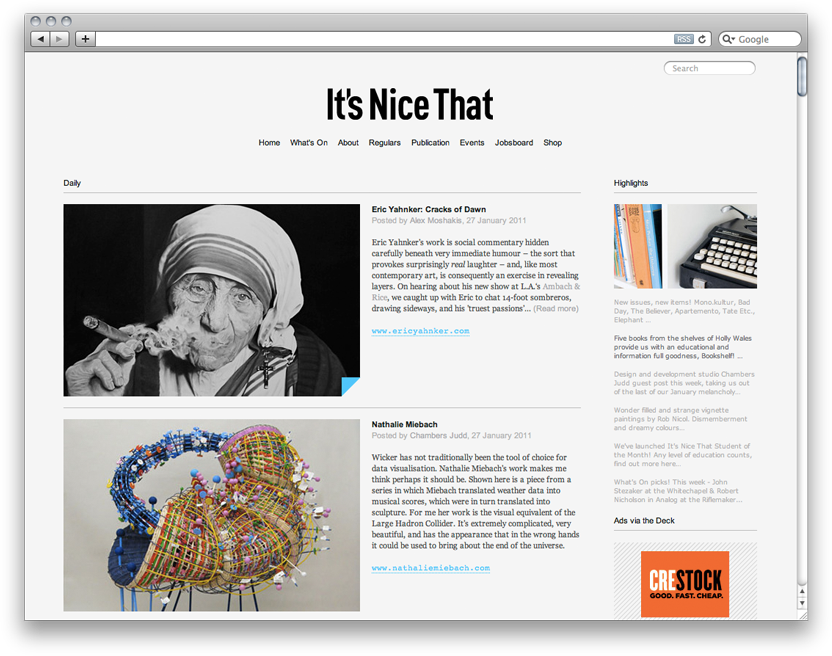 RSS
Google
Search
It's Nice That
Home What's On About Regulars Publication Events Jobsboard Shop
Daily
Eric Yahnker: Cracks of Dawn
Posted by Alex Moshakis, 27 January 2011
Eric Yahnker's work is social commentary hidden
carefully beneath very immediate humour – the sort that
provokes surprisingly real laughter – and, like most
contemporary art, is consequently an exercise in revealing
layers. On hearing about his new show at L.A.'s Ambach &
Rice, we caught up with Eric to chat 14-foot sombreros,
drawing sideways, and his 'truest passions'... (Read more)
www.ericyahnker.com
Nathalie Miebach
Posted by Chambers Judd, 27 January 2011
Wicker has not traditionally been the tool of choice for
data visualisation. Nathalie Miebach's work makes me
think perhaps it should be. Shown here is a piece from a
series in which Miebach translated weather data into
musical scores, which were in turn translated into
sculpture. For me her work is the visual equivalent of the
Large Hadron Collider. It's extremely complicated, very
beautiful, and has the appearance that in the wrong hands
it could be used to bring about the end of the universe.
www.nathaliemiebach.com
Highlights
New issues, new items! Mono.kultur, Bad
Day, The Believer, Apartemento, Tate Etc.,
Elephant ...
Five books from the shelves of Holly Wales
provide us with an educational and
information full goodness, Bookshelf! ...
Design and development studio Chambers
Judd guest post this week, taking us out
of the last of our January melancholy...
Wonder filled and strange vignette
paintings by Rob Nicol. Dismemberment
and dreamy colours...
We've launched It's Nice That Student of
the Month! Any level of education counts,
find out more here...
What's On picks! This week - John
Stezaker at the Whitechapel & Robert
Nicholson in Analog at the Riflemaker...
Ads via the Deck
CRESTOCK
GOOD. FAST. CHEAP.